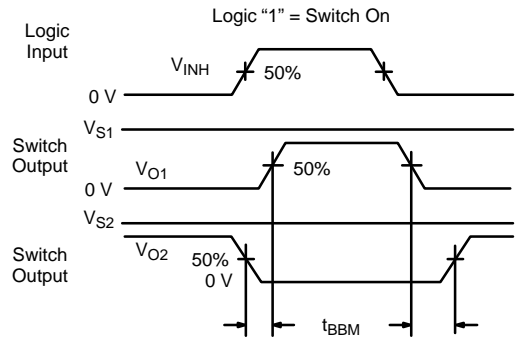 Logic "1" = Switch On
Logic
Input
V_INH
50%
0 V
V_S1
Switch
Output
V_O1
50%
0 V
V_S2
V_O2
Switch
Output
50%
0 V
t_BBM